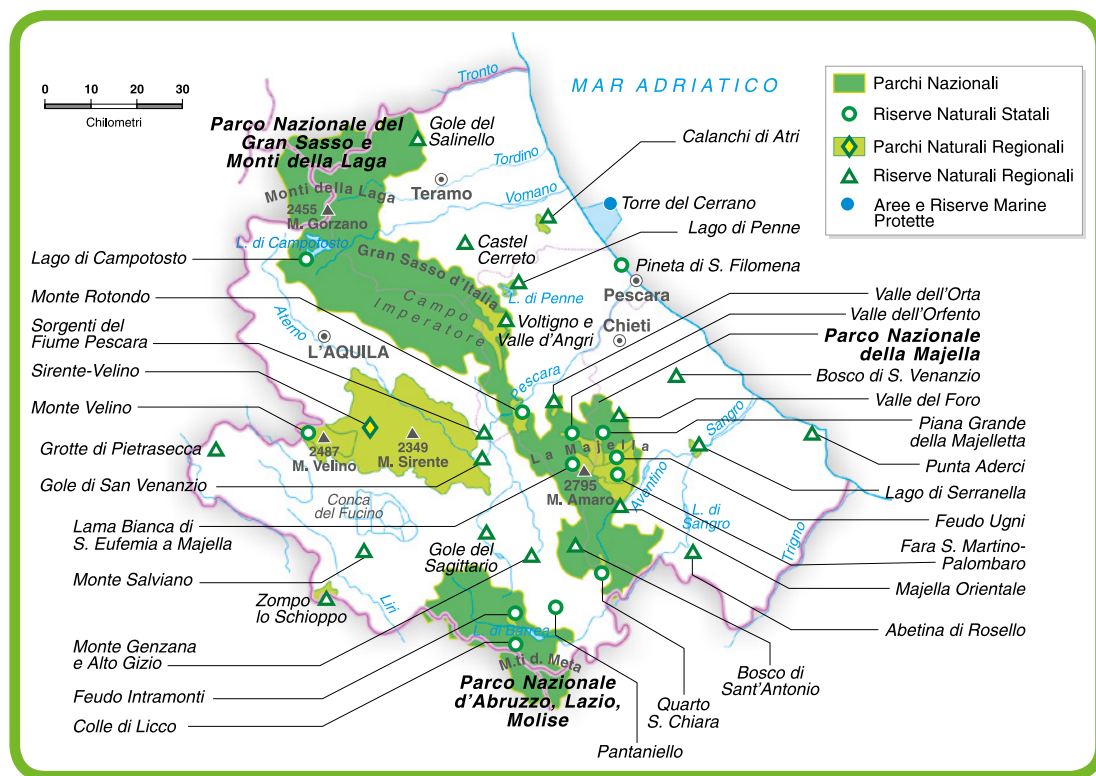 0 10 20 30
Chilometri
MAR ADRIATICO
Parchi Nazionali
Riserve Naturali Statali
Parchi Naturali Regionali
Riserve Naturali Regionali
Aree e Riserve Marine
Protette
Tronto
Parco Nazionale del
Gran Sasso e
Monti della Laga
Gole del
Salinello
Calanchi di Atri
Tordino
Teramo
Monti della Laga
Vomano
2455
M. Gorzano
Torre del Cerrano
Lago di Penne
L. di Campotosto
Castel
Cerreto
Gran Sasso d'Italia
Lago di Campotosto
Pineta di S. Filomena
Campo
Imperatore
L. di Penne
Pescara
Monte Rotondo
Valle dell'Orta
Aterno
Voltigno e
Valle d'Angri
Chieti
Valle dell'Orfento
Sorgenti del
Fiume Pescara
L'AQUILA
Parco Nazionale
della Majella
Sirente-Velino
Pescara
Bosco di S. Venanzio
Monte Velino
Valle del Foro
Sangro
Piana Grande
della Majelletta
Grotte di Pietrasecca
2487
M. Velino
2349
M. Sirente
La Majella
Punta Aderci
Gole di San Venanzio
2795
M. Amaro
Aventino
Lago di Serranella
Conca
del Fucino
L. di
Sangro
Trigno
Feudo Ugni
Lama Bianca di
S. Eufemia a Majella
Gole del
Sagittario
Fara S. Martino-
Palombaro
Monte Salviano
Majella Orientale
Zompo
lo Schioppo
Liri
Abetina di Rosello
L. di Barrea
Monte Genzana
e Alto Gizio
M.ti d. Meta
Bosco di
Sant'Antonio
Feudo Intramonti
Parco Nazionale
d'Abruzzo, Lazio,
Molise
Quarto
S. Chiara
Colle di Licco
Pantaniello